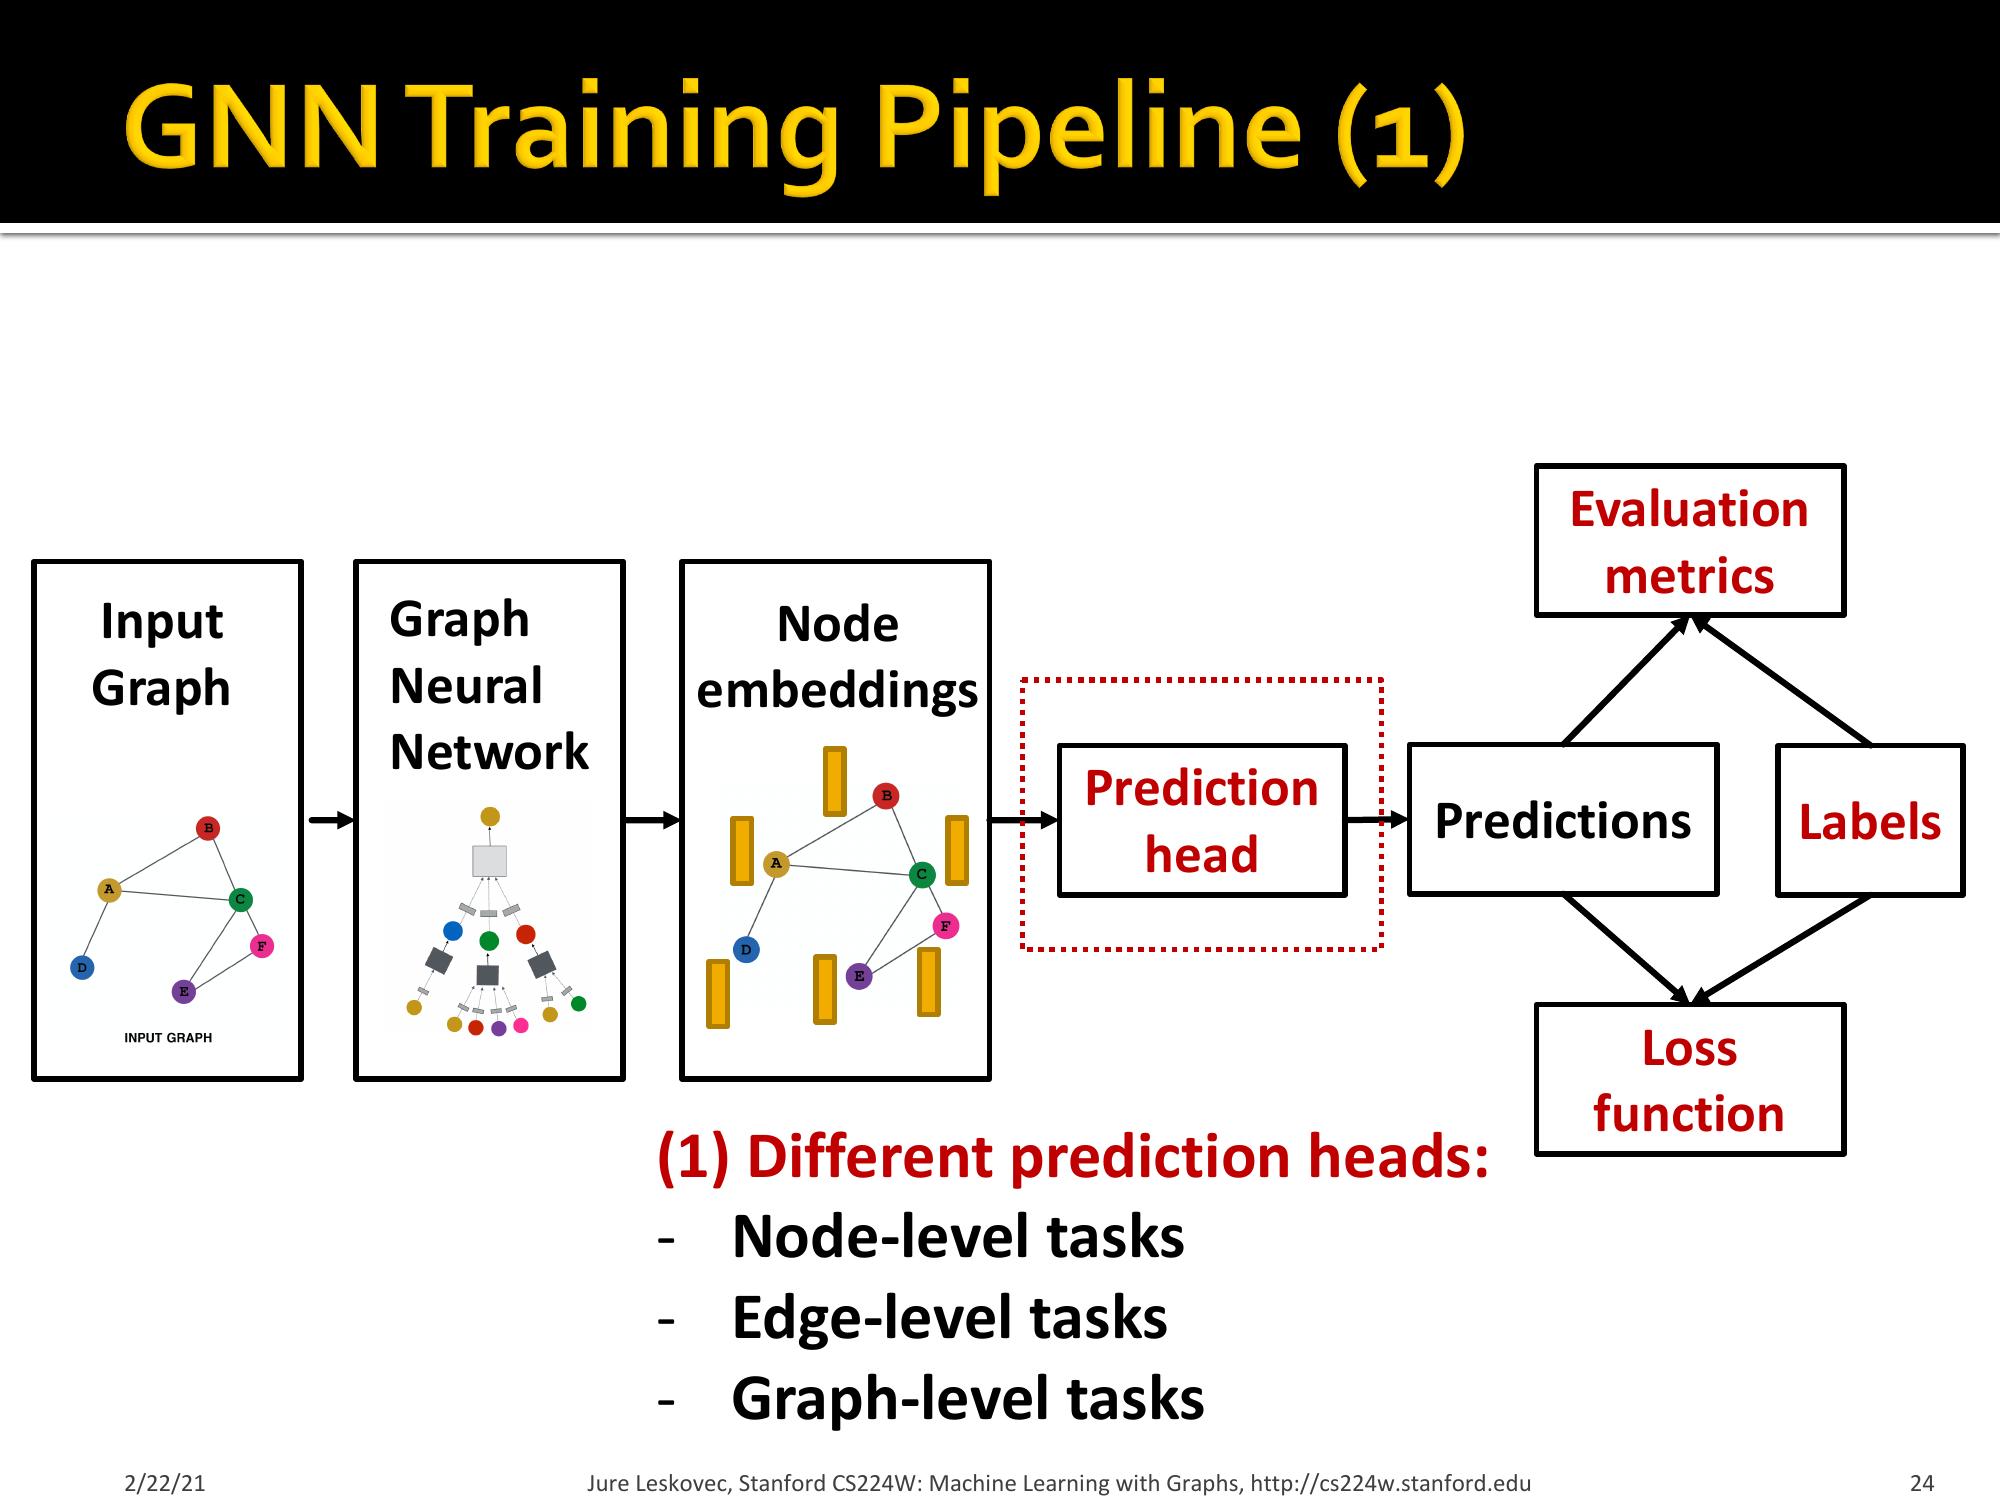 GNN Training Pipeline (1)
Input
Graph
B
A
C
F
D
E
INPUT GRAPH
Graph
Neural
Network
Node
embeddings
B
A
C
F
D
E
Prediction
head
Predictions
Labels
Evaluation
metrics
Loss
function
(1) Different prediction heads:
- Node-level tasks
- Edge-level tasks
- Graph-level tasks
2/22/21
Jure Leskovec, Stanford CS224W: Machine Learning with Graphs, http://cs224w.stanford.edu
24